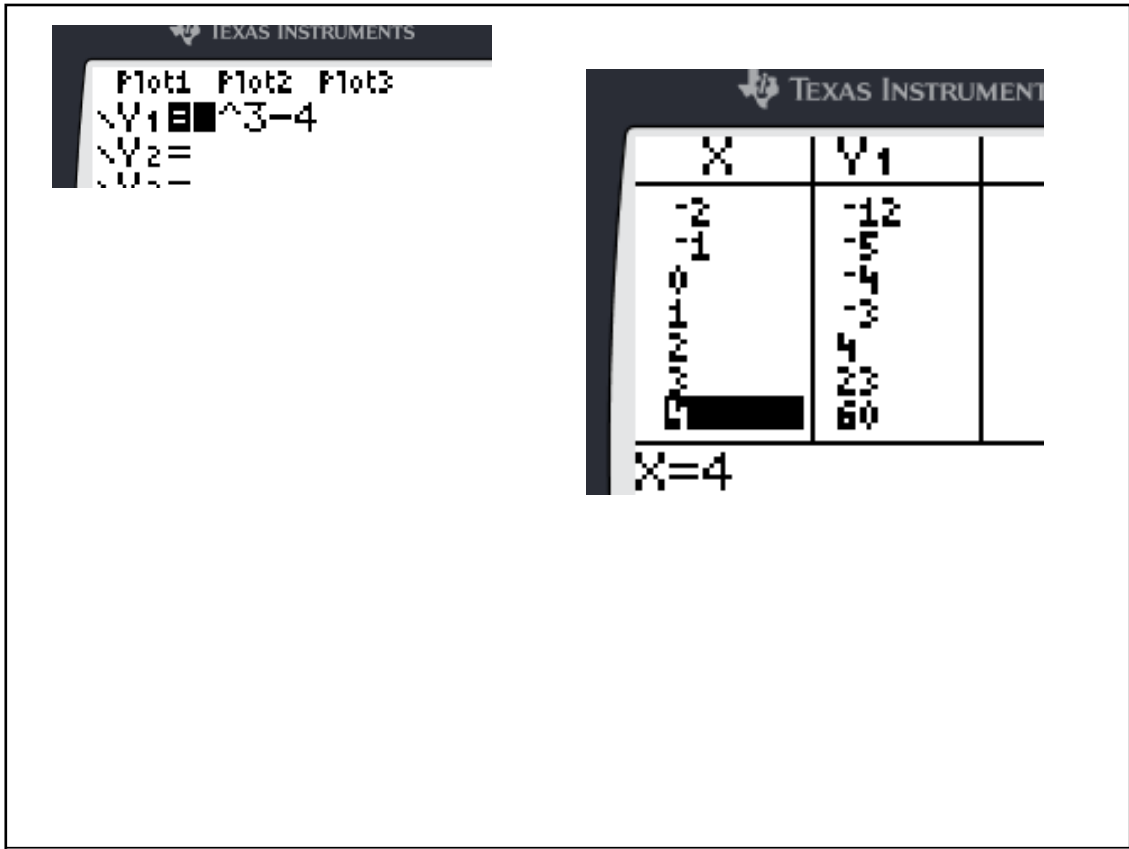 TEXAS INSTRUMENTS
Plot1 Plot2 Plot3
\Y1=█^3-4
\Y2=
TEXAS INSTRUMENT
X Y1
-2 -12
-1 -5
0 -4
1 -3
2 4
3 23
4 60
X=4